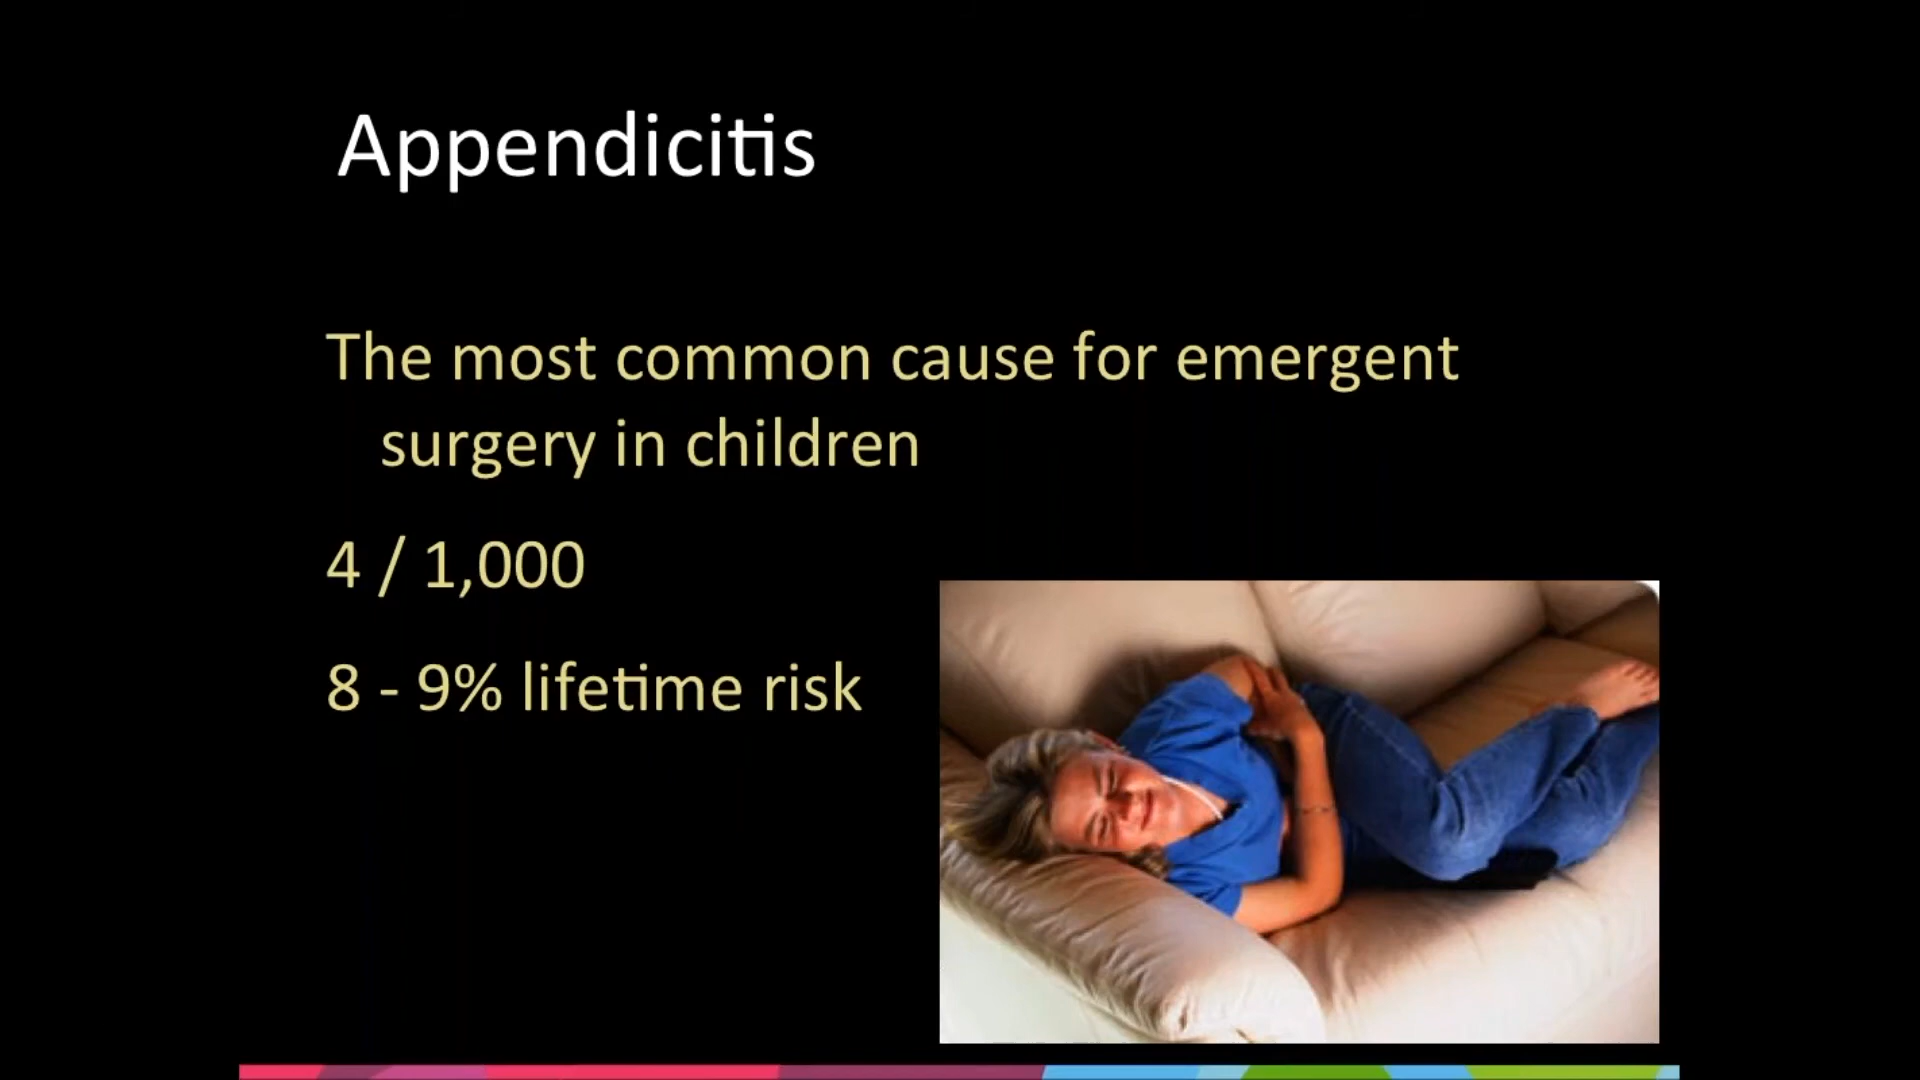 Appendicitis
The most common cause for emergent
surgery in children
4 / 1,000
8 - 9% lifetime risk